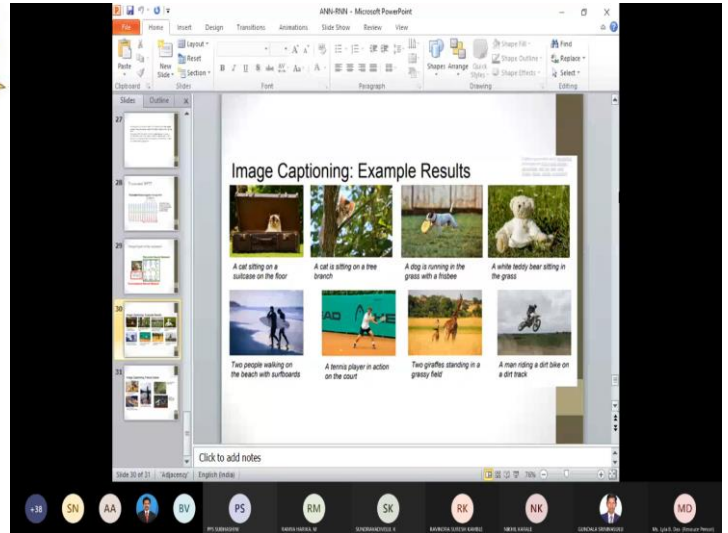 ANN-RNN - Microsoft PowerPoint
File Home Insert Design Transitions Animations Slide Show Review View
Paste
New
Slide
Layout
Reset
Section
Shapes Arrange Quick
Styles
Shape Fill
Shape Outline
Shape Effects
Find
Replace
Select
Clipboard Slides Font Paragraph Drawing Editing
Slides Outline
27
28
29
30
31
Image Captioning: Example Results
A cat sitting on a
suitcase on the floor
A cat is sitting on a tree
branch
A dog is running in the
grass with a frisbee
A white teddy bear sitting in
the grass
Two people walking on
the beach with surfboards
A tennis player in action
on the court
Two giraffes standing in a
grassy field
A man riding a dirt bike on
a dirt track
Click to add notes
Slide 30 of 31 "Adjacency" English (India) 74%
+38 SN AA BV PS RM SK RK NK MD